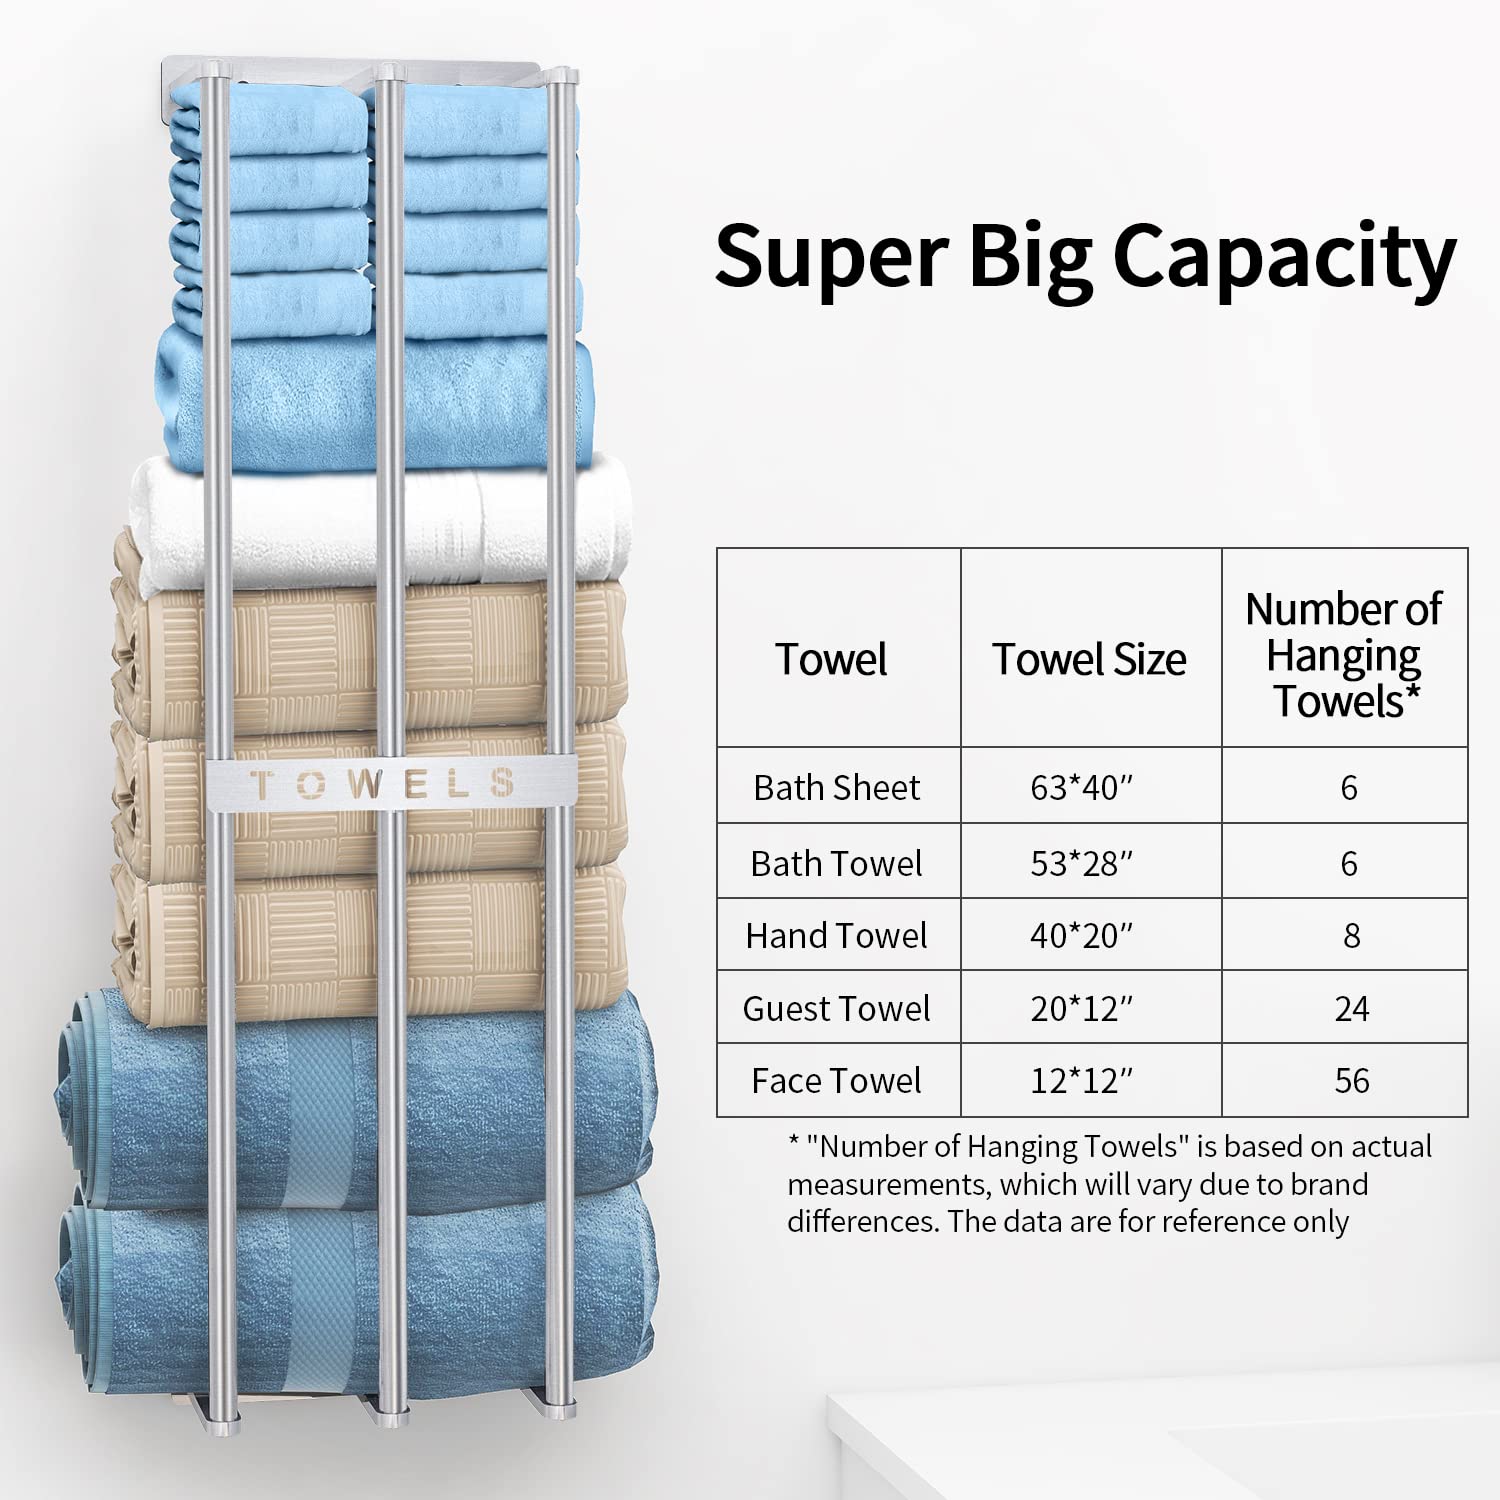 Super Big Capacity
TOWELS
Towel Towel Size Number of
Hanging
Towels*
Bath Sheet 63*40″ 6
Bath Towel 53*28″ 6
Hand Towel 40*20″ 8
Guest Towel 20*12″ 24
Face Towel 12*12″ 56
* "Number of Hanging Towels" is based on actual
measurements, which will vary due to brand
differences. The data are for reference only